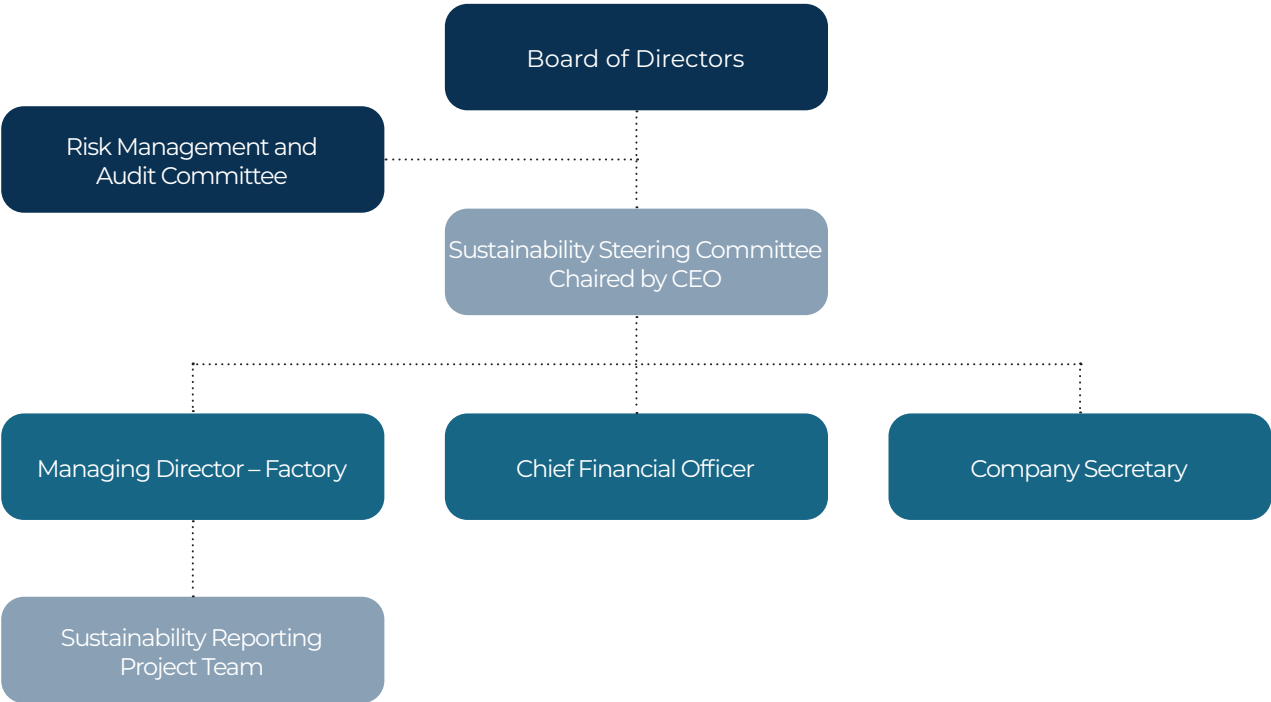 Board of Directors
Risk Management and
Audit Committee
Sustainability Steering Committee
Chaired by CEO
Managing Director – Factory
Chief Financial Officer
Company Secretary
Sustainability Reporting
Project Team